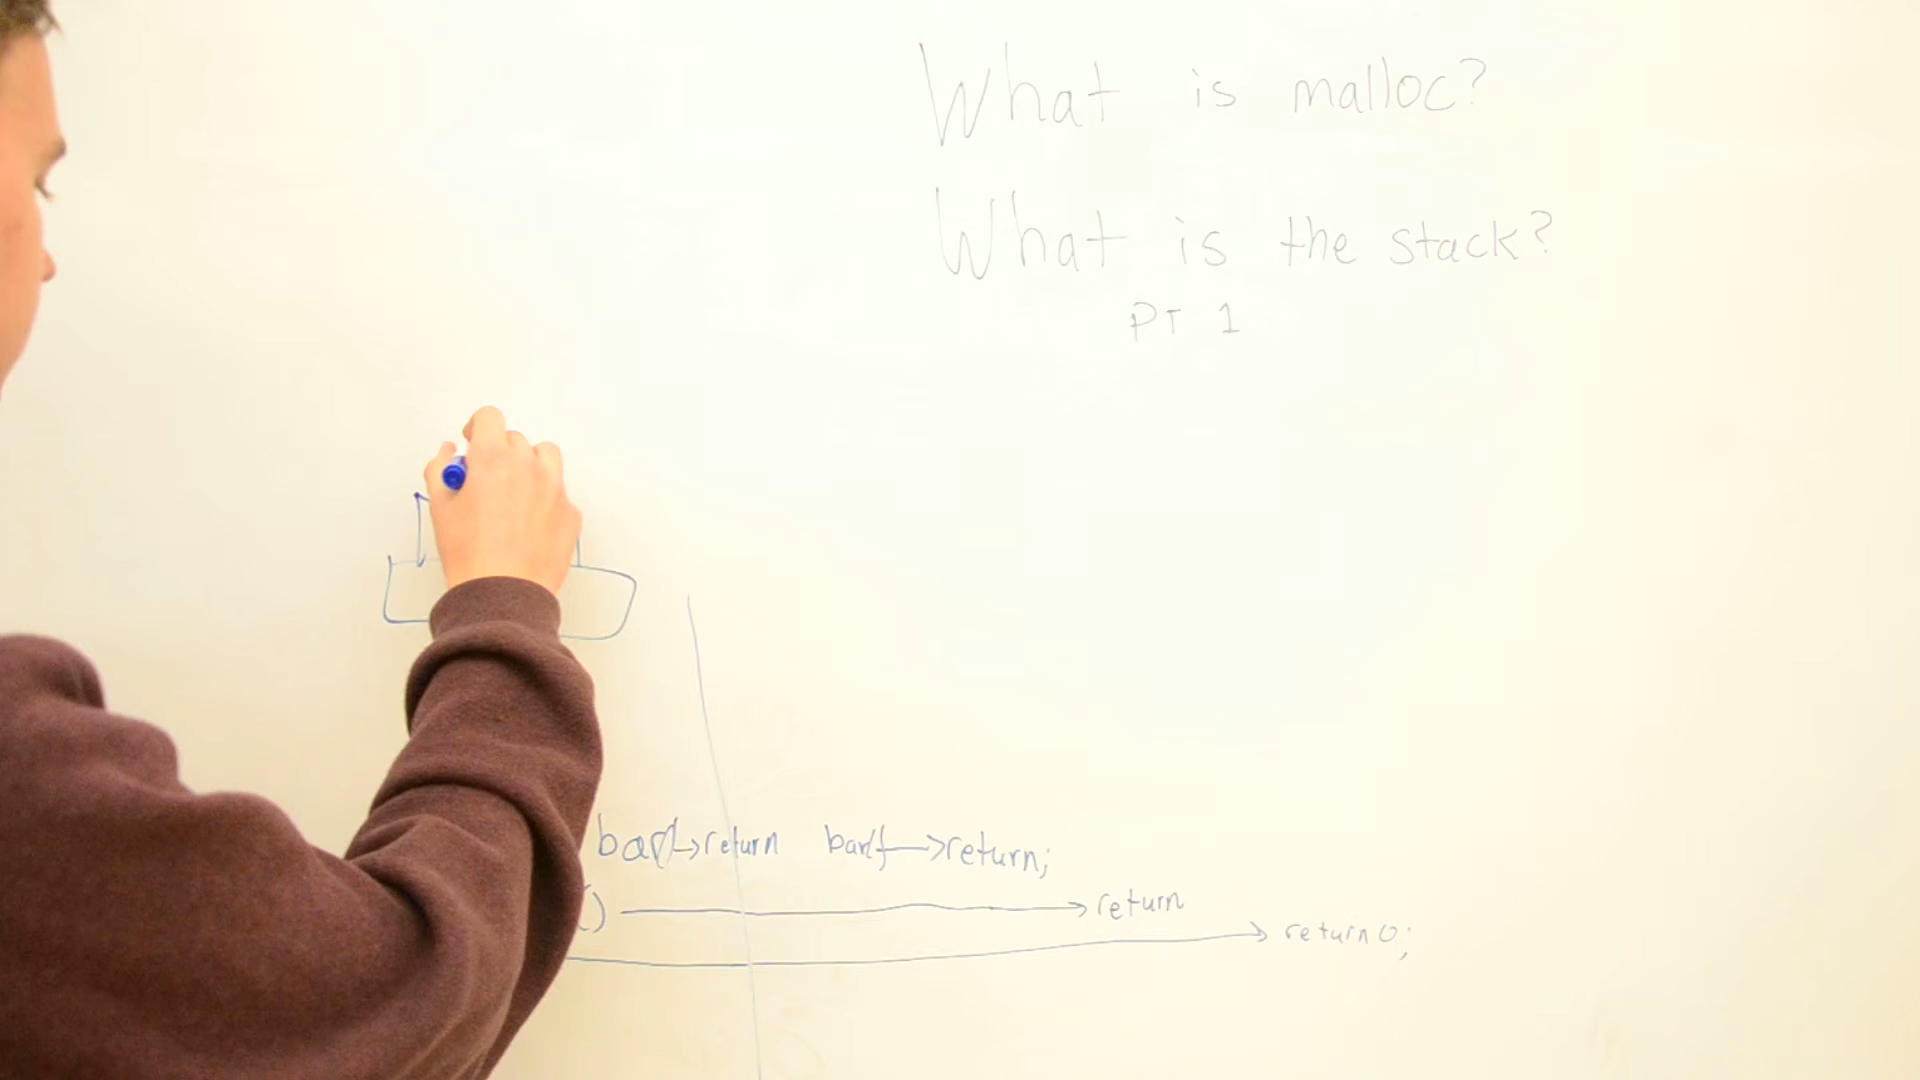 What is malloc?
What is the stack?
PT 1
bar( → return bar( → return;
() → return
→ return 0;